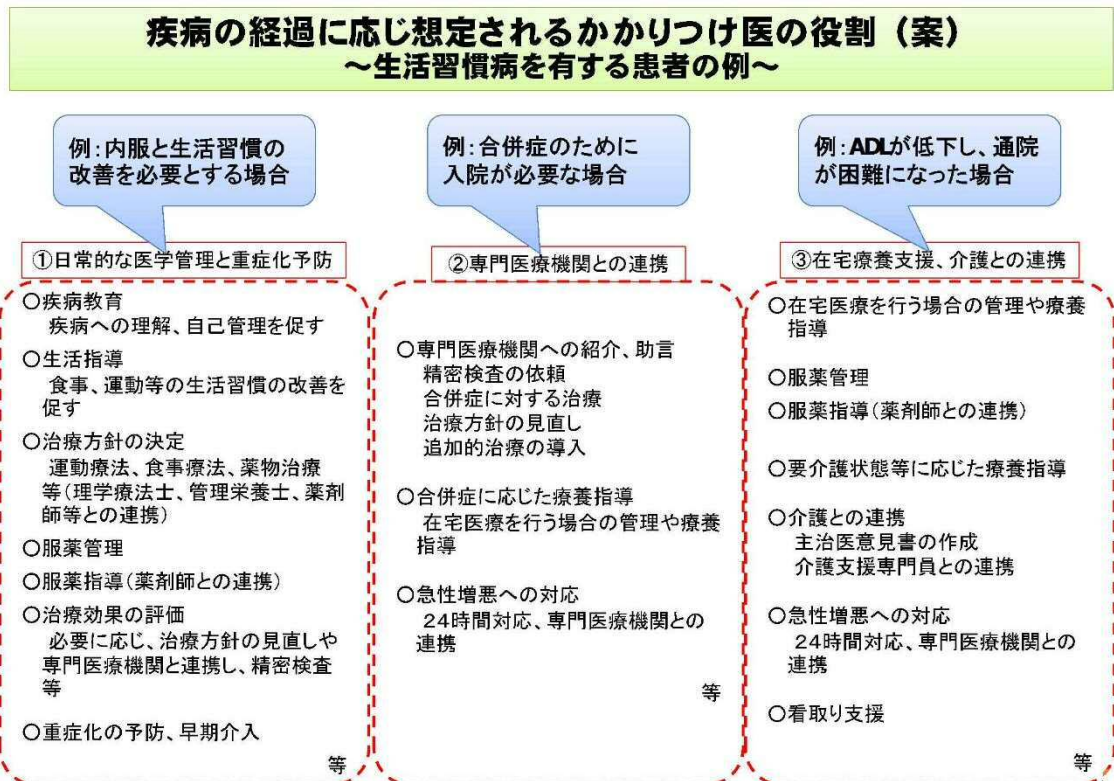 疾病の経過に応じ想定されるかかりつけ医の役割（案）
～生活習慣病を有する患者の例～
例：内服と生活習慣の
改善を必要とする場合
①日常的な医学管理と重症化予防
○疾病教育
疾病への理解、自己管理を促す
○生活指導
食事、運動等の生活習慣の改善を
促す
○治療方針の決定
運動療法、食事療法、薬物治療
等（理学療法士、管理栄養士、薬剤
師等との連携）
○服薬管理
○服薬指導（薬剤師との連携）
○治療効果の評価
必要に応じ、治療方針の見直しや
専門医療機関と連携し、精密検査
等
○重症化の予防、早期介入
等
例：合併症のために
入院が必要な場合
②専門医療機関との連携
○専門医療機関への紹介、助言
精密検査の依頼
合併症に対する治療
治療方針の見直し
追加的治療の導入
○合併症に応じた療養指導
在宅医療を行う場合の管理や療養
指導
○急性増悪への対応
24時間対応、専門医療機関との
連携
等
例：ADLが低下し、通院
が困難になった場合
③在宅療養支援、介護との連携
○在宅医療を行う場合の管理や療養
指導
○服薬管理
○服薬指導（薬剤師との連携）
○要介護状態等に応じた療養指導
○介護との連携
主治医意見書の作成
介護支援専門員との連携
○急性増悪への対応
24時間対応、専門医療機関との
連携
○看取り支援
等